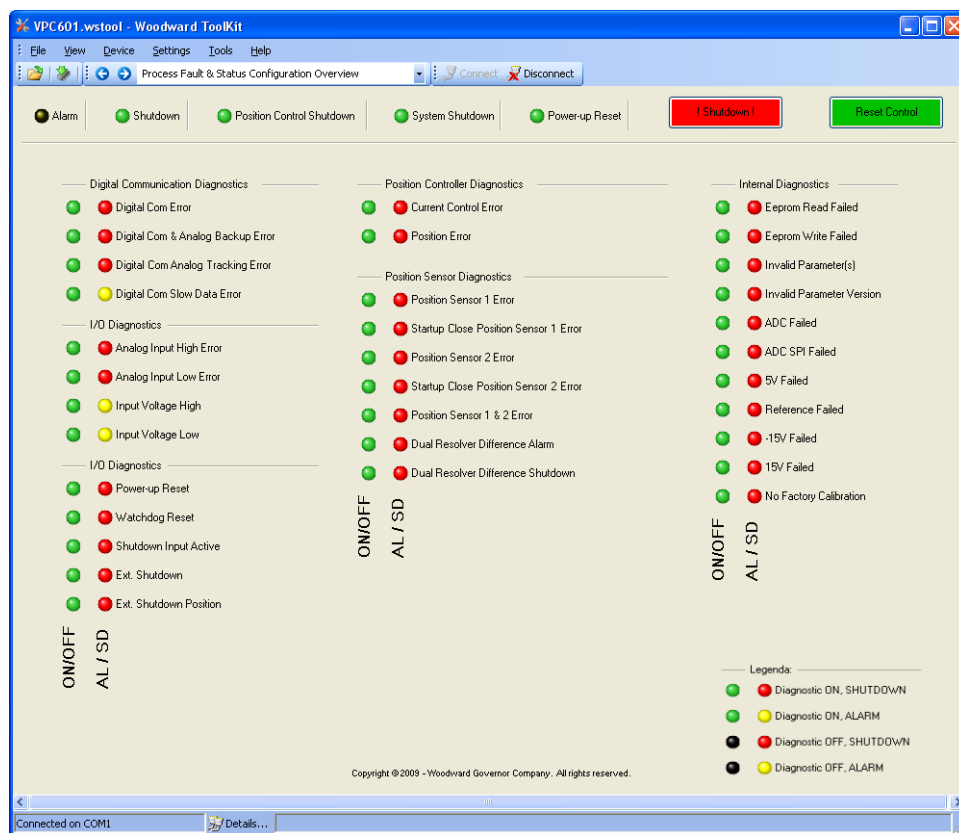 VPC601.wstool - Woodward ToolKit
File View Device Settings Tools Help
Process Fault & Status Configuration Overview Connect Disconnect
Alarm Shutdown Position Control Shutdown System Shutdown Power-up Reset ! Shutdown ! Reset Control
Digital Communication Diagnostics
Digital Com Error
Digital Com & Analog Backup Error
Digital Com Analog Tracking Error
Digital Com Slow Data Error
I/O Diagnostics
Analog Input High Error
Analog Input Low Error
Input Voltage High
Input Voltage Low
I/O Diagnostics
Power-up Reset
Watchdog Reset
Shutdown Input Active
Ext. Shutdown
Ext. Shutdown Position
ON/OFF
AL / SD
Position Controller Diagnostics
Current Control Error
Position Error
Position Sensor Diagnostics
Position Sensor 1 Error
Startup Close Position Sensor 1 Error
Position Sensor 2 Error
Startup Close Position Sensor 2 Error
Position Sensor 1 & 2 Error
Dual Resolver Difference Alarm
Dual Resolver Difference Shutdown
ON/OFF
AL / SD
Internal Diagnostics
Eeprom Read Failed
Eeprom Write Failed
Invalid Parameter(s)
Invalid Parameter Version
ADC Failed
ADC SPI Failed
5V Failed
Reference Failed
-15V Failed
15V Failed
No Factory Calibration
ON/OFF
AL / SD
Legenda:
Diagnostic ON, SHUTDOWN
Diagnostic ON, ALARM
Diagnostic OFF, SHUTDOWN
Diagnostic OFF, ALARM
Copyright © 2009 - Woodward Governor Company. All rights reserved.
Connected on COM1 Details...